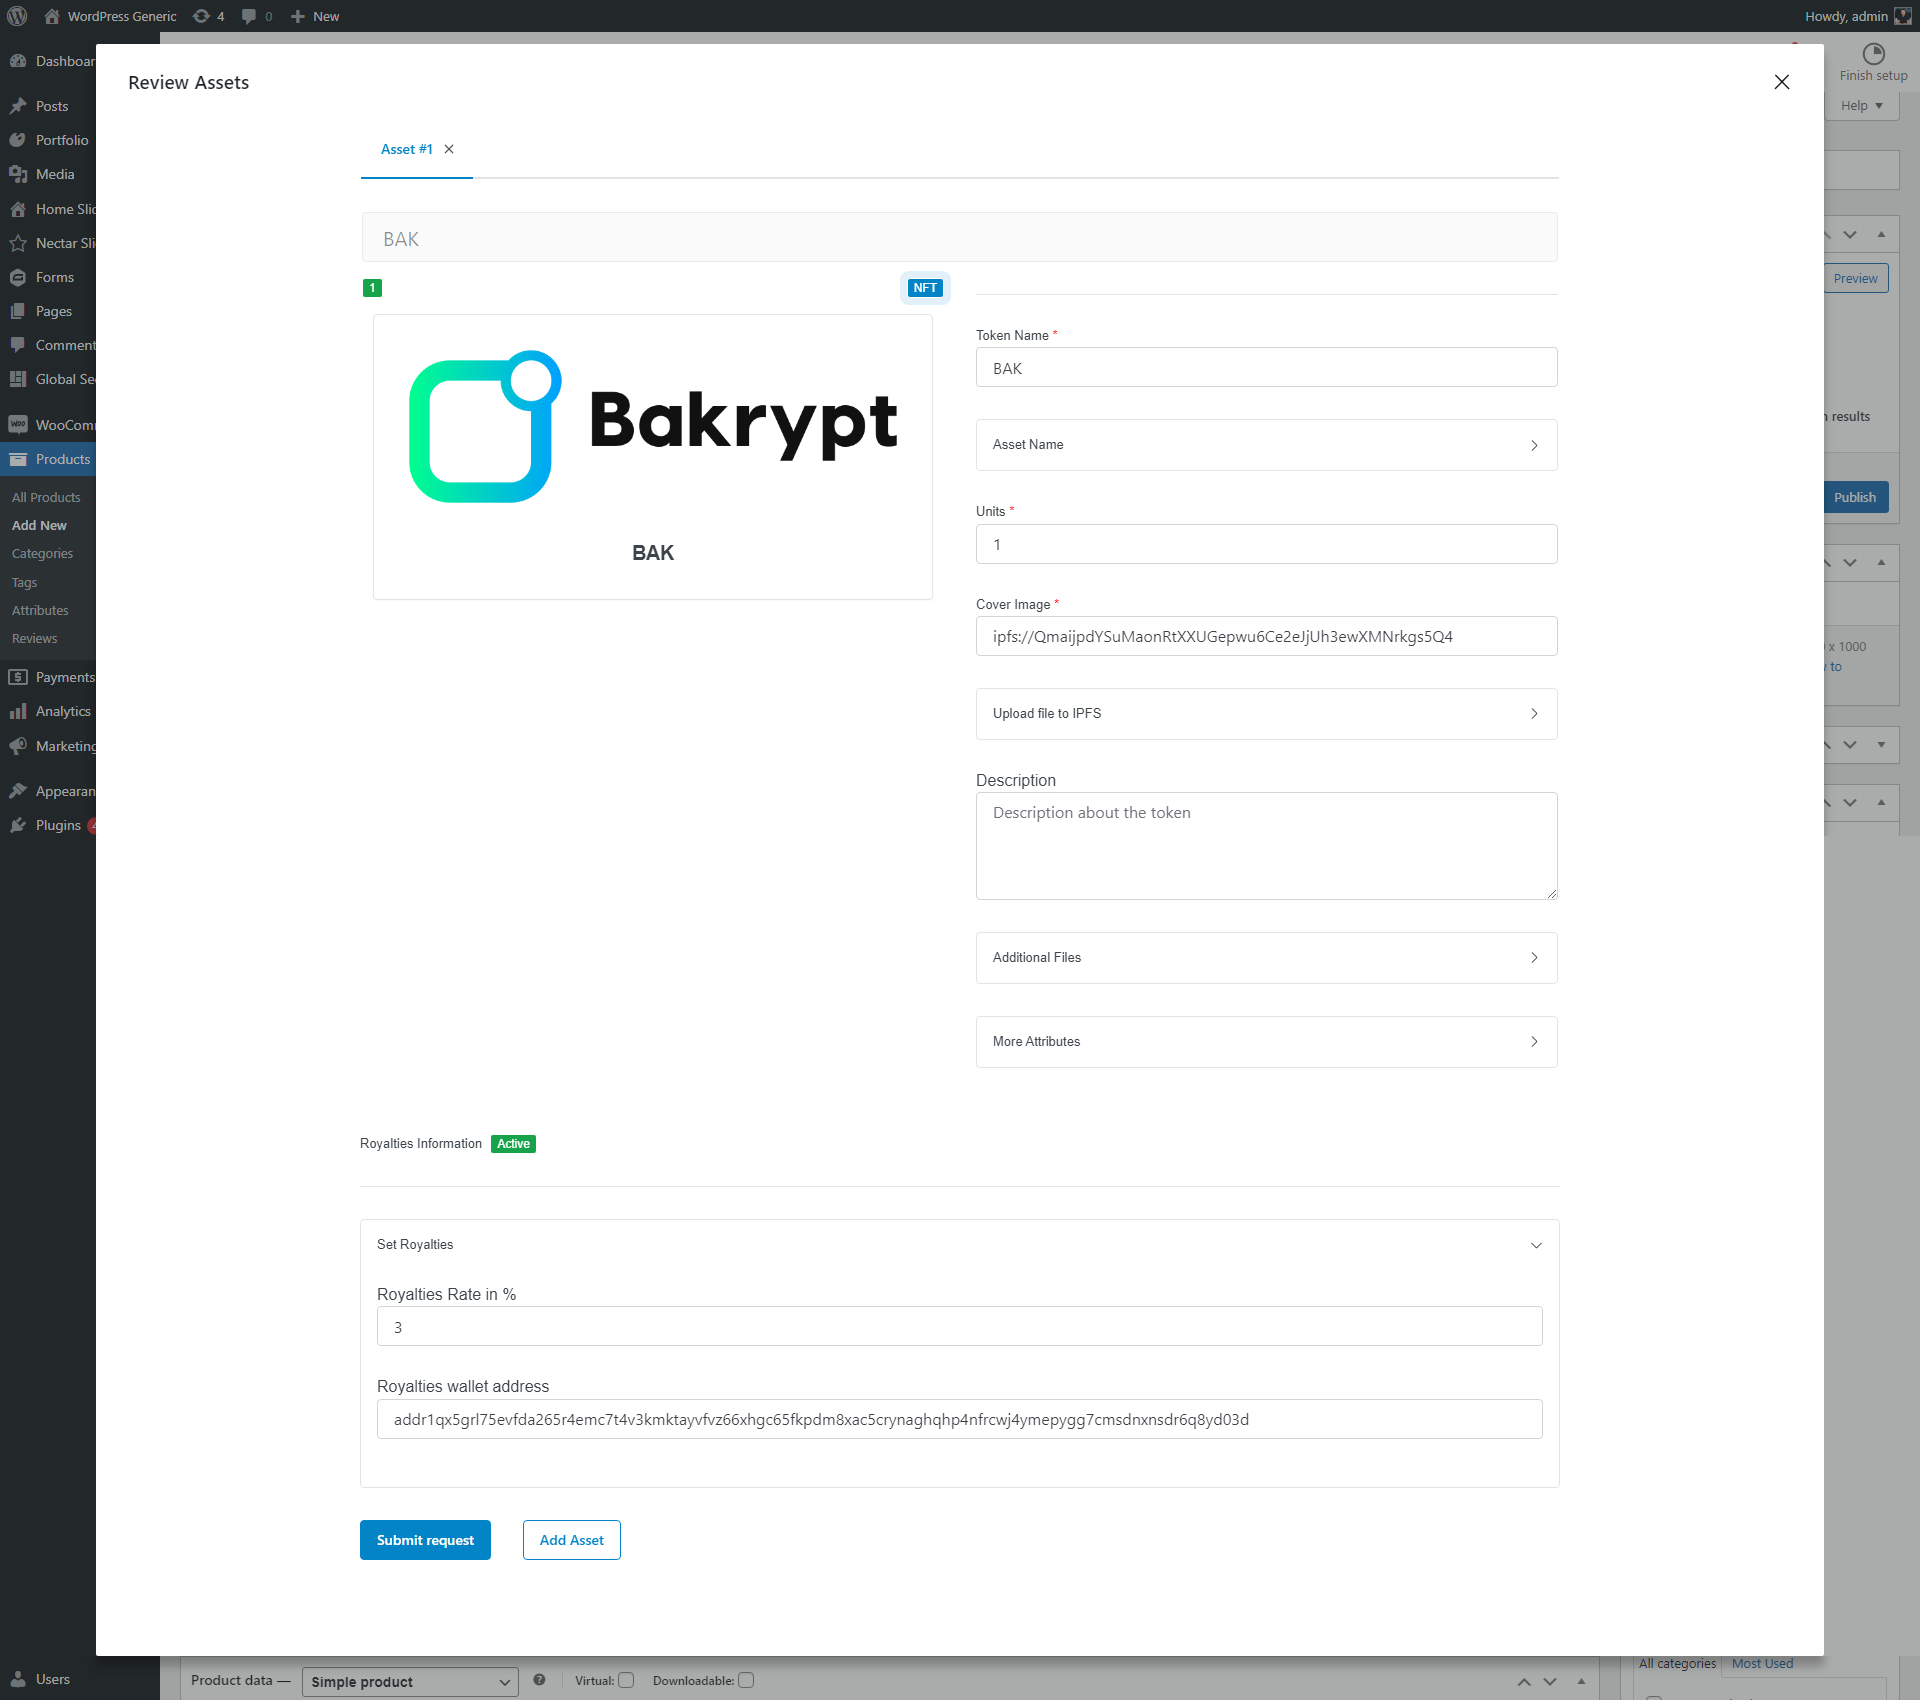 WordPress Generic
4
0
New
Howdy, admin
Dashboar
Posts
Portfolio
Media
Home Slid
Nectar Sli
Forms
Pages
Comment
Global Se
WooComm
Products
All Products
Add New
Categories
Tags
Attributes
Reviews
Payments
Analytics
Marketing
Appearan
Plugins
Users
Finish setup
Help
Preview
n results
Publish
x 1000
to
Review Assets
Asset #1
BAK
1
NFT
Bakrypt
BAK
Token Name *
BAK
Asset Name
Units *
1
Cover Image *
ipfs://QmaijpdYSuMaonRtXXUGepwu6Ce2eJjUh3ewXMNrkgs5Q4
Upload file to IPFS
Description
Description about the token
Additional Files
More Attributes
Royalties Information
Active
Set Royalties
Royalties Rate in %
3
Royalties wallet address
addr1qx5grl75evfda265r4emc7t4v3kmktayvfvz66xhgc65fkpdm8xac5crynaghqhp4nfrcwj4ymepygg7cmsdnxnsdr6q8yd03d
Submit request
Add Asset
Product data —
Simple product
Virtual:
Downloadable:
All categories
Most Used